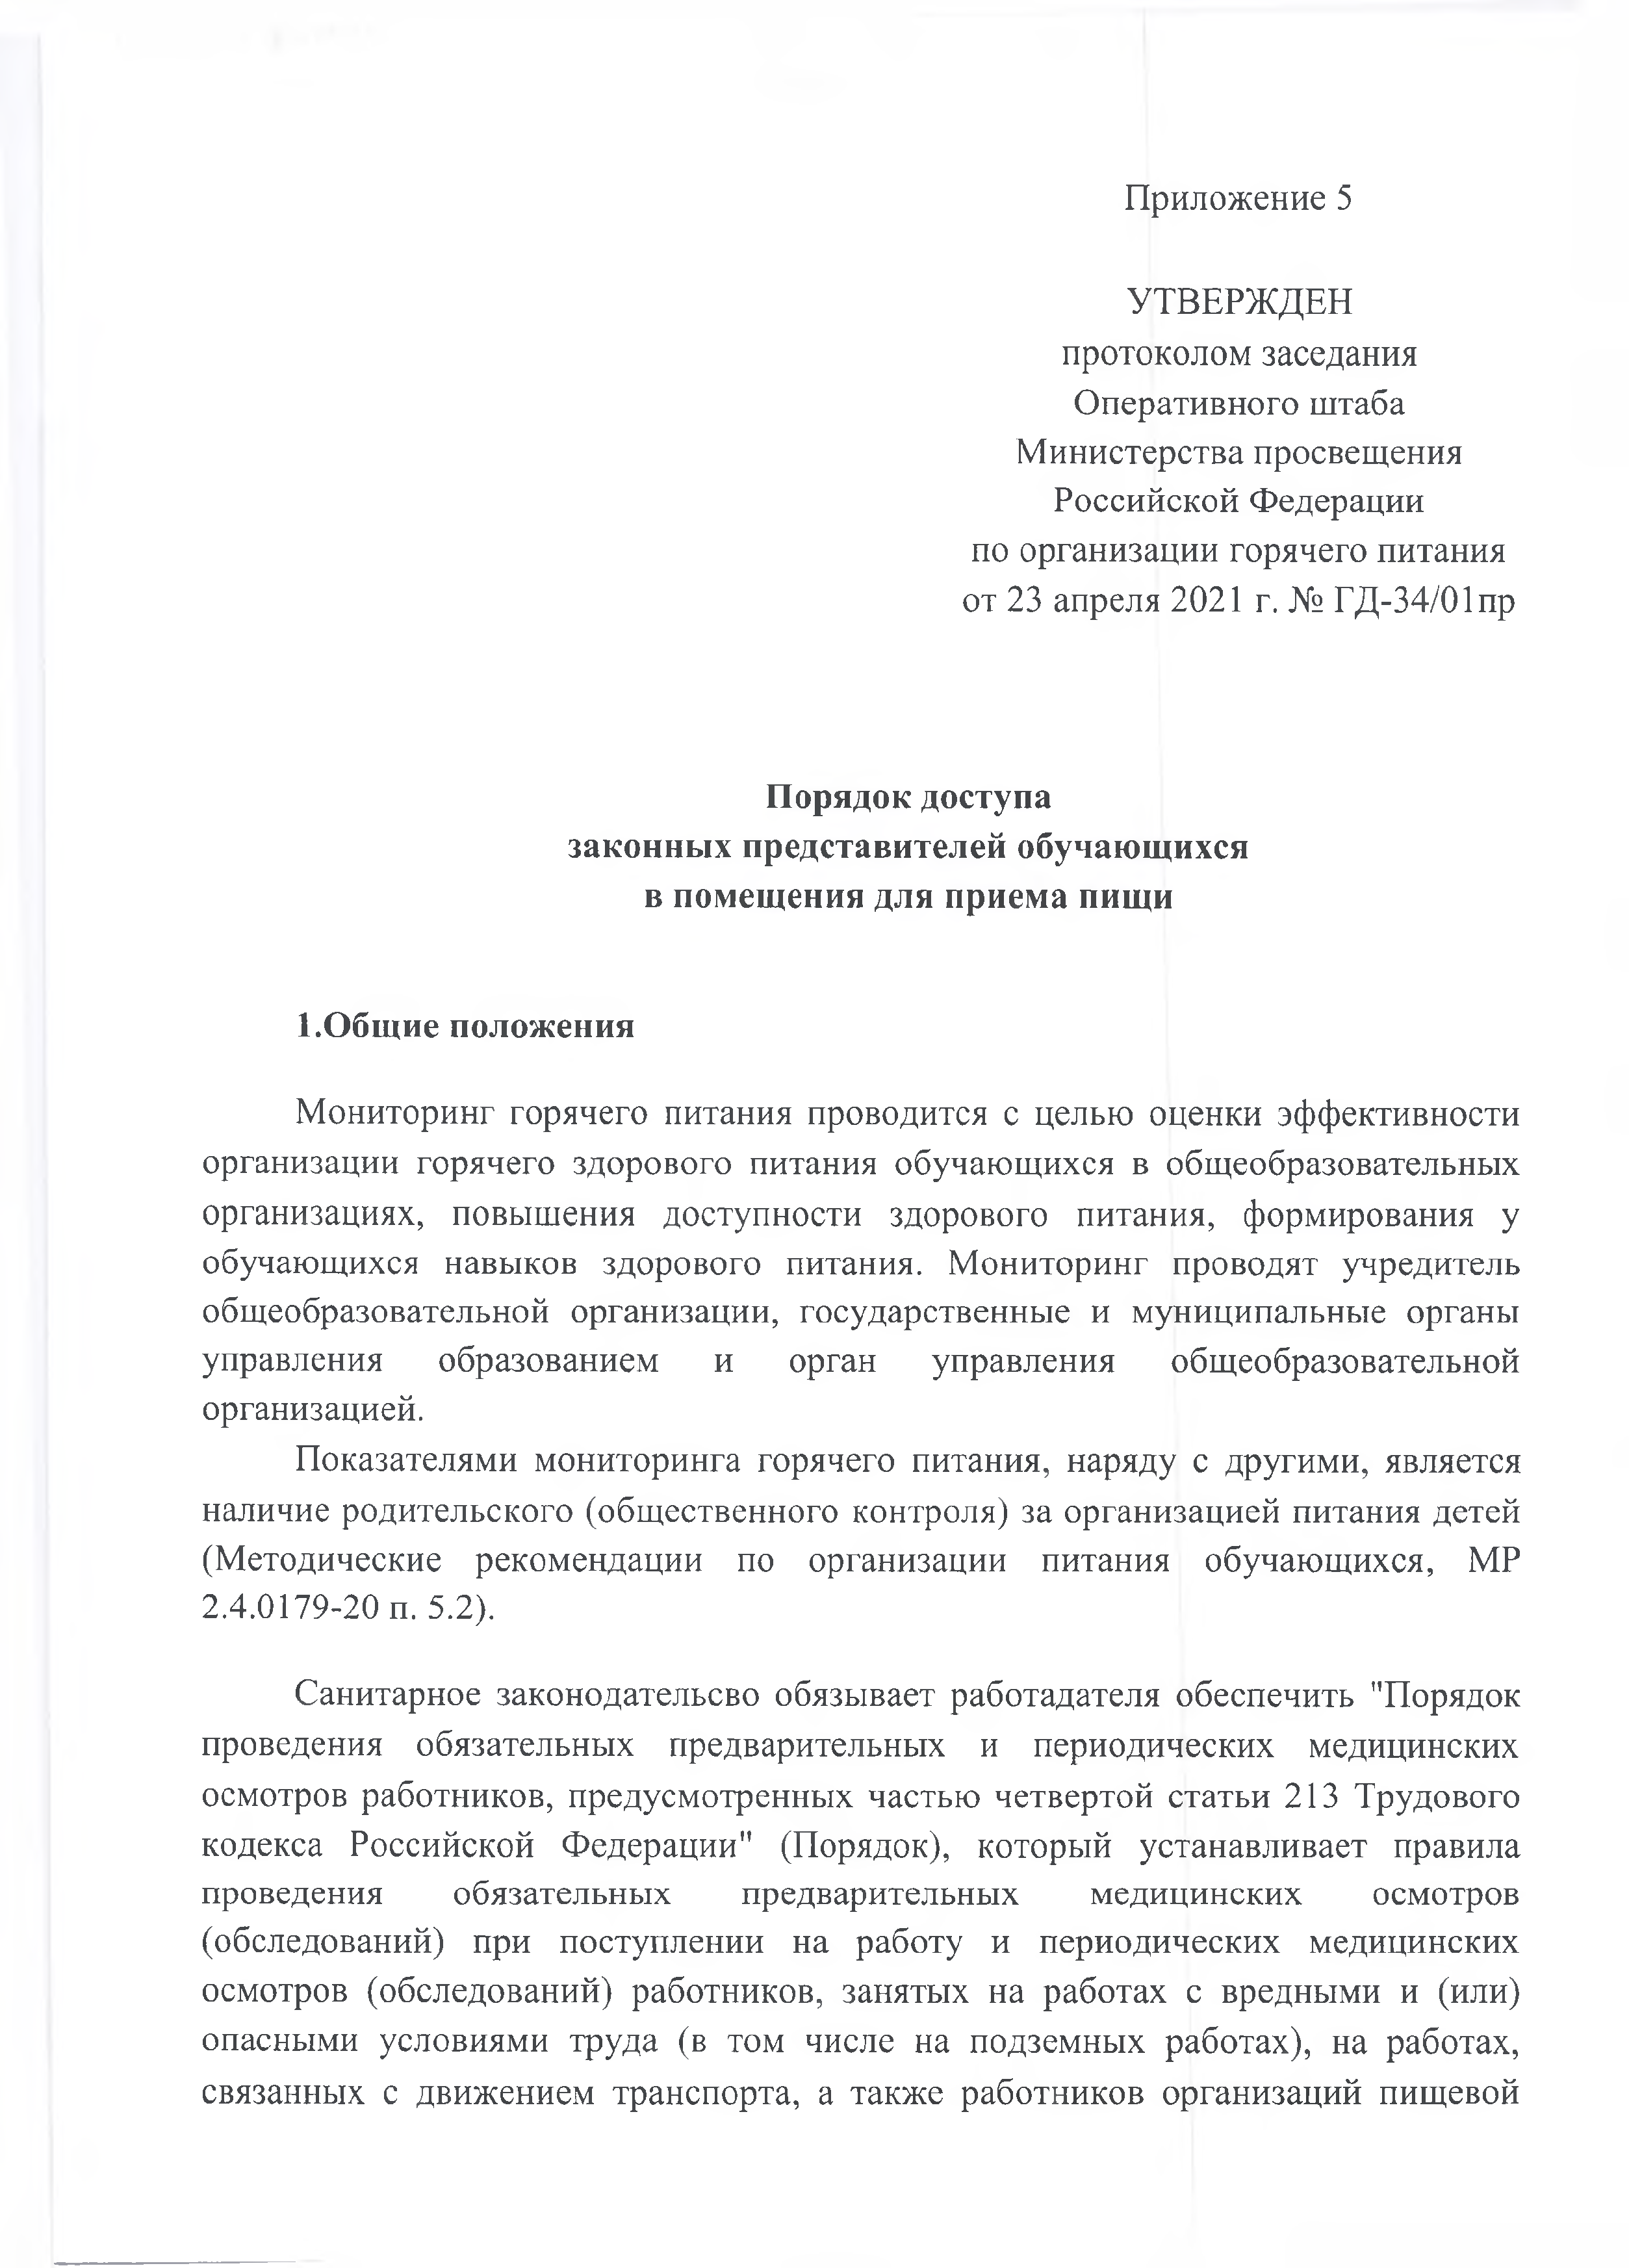 Приложение 5
УТВЕРЖДЕН
протоколом заседания
Оперативного штаба
Министерства просвещения
Российской Федерации
по организации горячего питания
от 23 апреля 2021 г. № ГД-34/01пр
Порядок доступа
законных представителей обучающихся
в помещения для приема пищи
1.Общие положения
Мониторинг горячего питания проводится с целью оценки эффективности
организации горячего здорового питания обучающихся в общеобразовательных
организациях, повышения доступности здорового питания, формирования у
обучающихся навыков здорового питания. Мониторинг проводят учредитель
общеобразовательной организации, государственные и муниципальные органы
управления образованием и орган управления общеобразовательной
организацией.
Показателями мониторинга горячего питания, наряду с другими, является
наличие родительского (общественного контроля) за организацией питания детей
(Методические рекомендации по организации питания обучающихся, МР
2.4.0179-20 п. 5.2).
Санитарное законодательсво обязывает работадателя обеспечить "Порядок
проведения обязательных предварительных и периодических медицинских
осмотров работников, предусмотренных частью четвертой статьи 213 Трудового
кодекса Российской Федерации" (Порядок), который устанавливает правила
проведения обязательных предварительных медицинских осмотров
(обследований) при поступлении на работу и периодических медицинских
осмотров (обследований) работников, занятых на работах с вредными и (или)
опасными условиями труда (в том числе на подземных работах), на работах,
связанных с движением транспорта, а также работников организаций пищевой